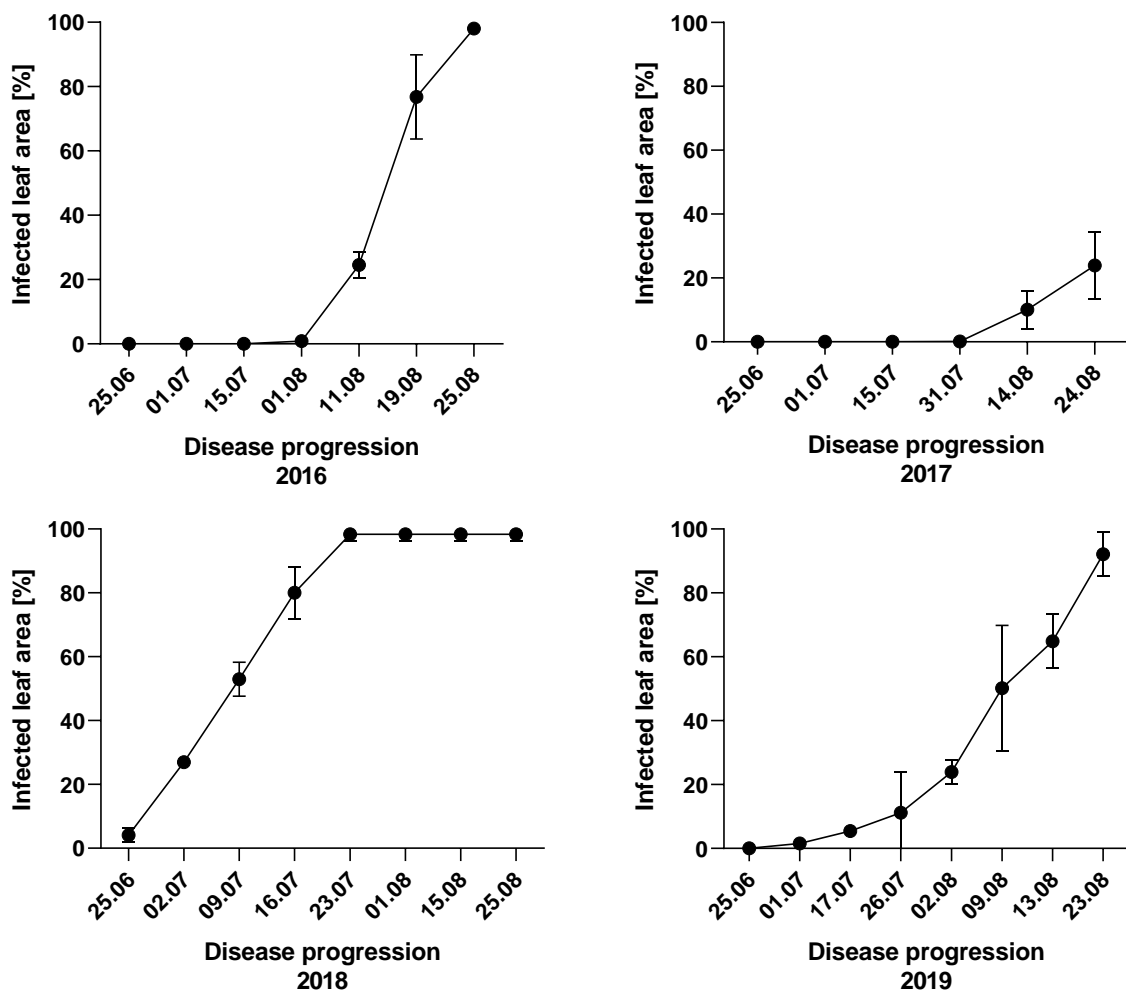 Infected leaf area [%]
100
80
60
40
20
0
25.06 01.07 15.07 01.08 11.08 19.08 25.08
Disease progression
2016
Infected leaf area [%]
100
80
60
40
20
0
25.06 01.07 15.07 31.07 14.08 24.08
Disease progression
2017
Infected leaf area [%]
100
80
60
40
20
0
25.06 02.07 09.07 16.07 23.07 01.08 15.08 25.08
Disease progression
2018
Infected leaf area [%]
100
80
60
40
20
0
25.06 01.07 17.07 26.07 02.08 09.08 13.08 23.08
Disease progression
2019